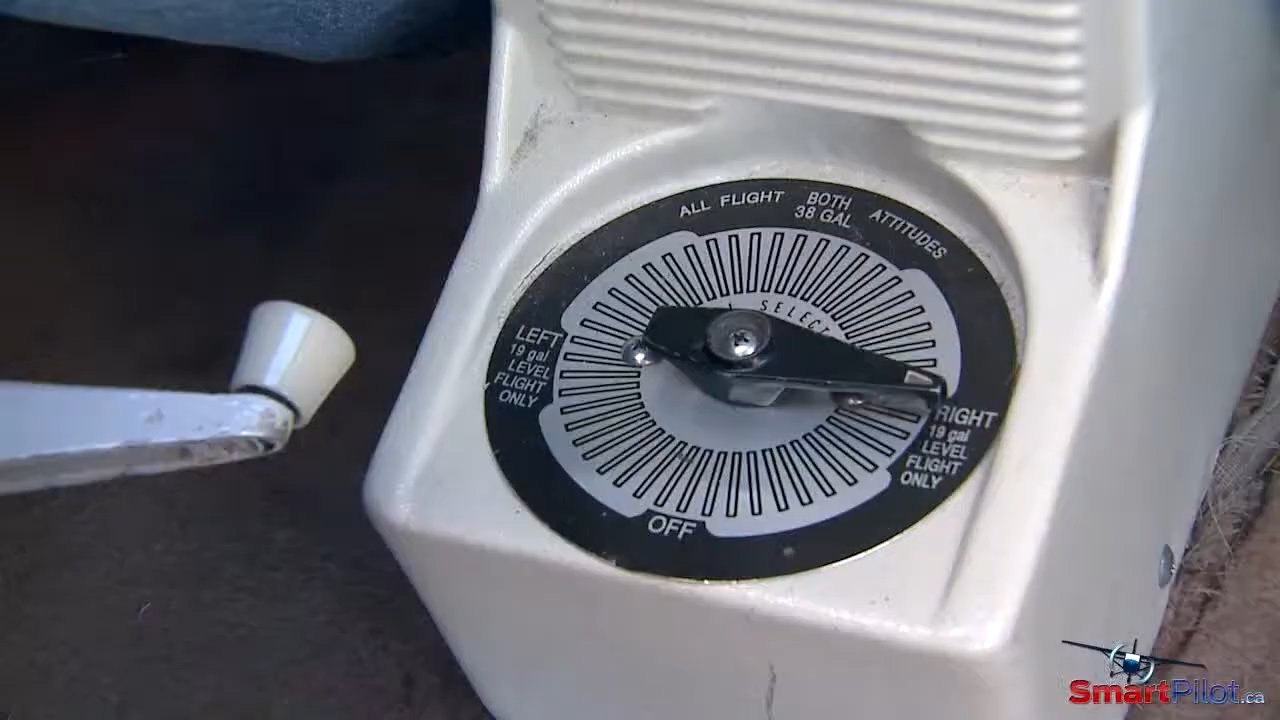 ALL FLIGHT BOTH ATTITUDES
38 GAL
SELECT
LEFT
19 gal
LEVEL
FLIGHT
ONLY
RIGHT
19 gal
LEVEL
FLIGHT
ONLY
OFF
SmartPilot.ca